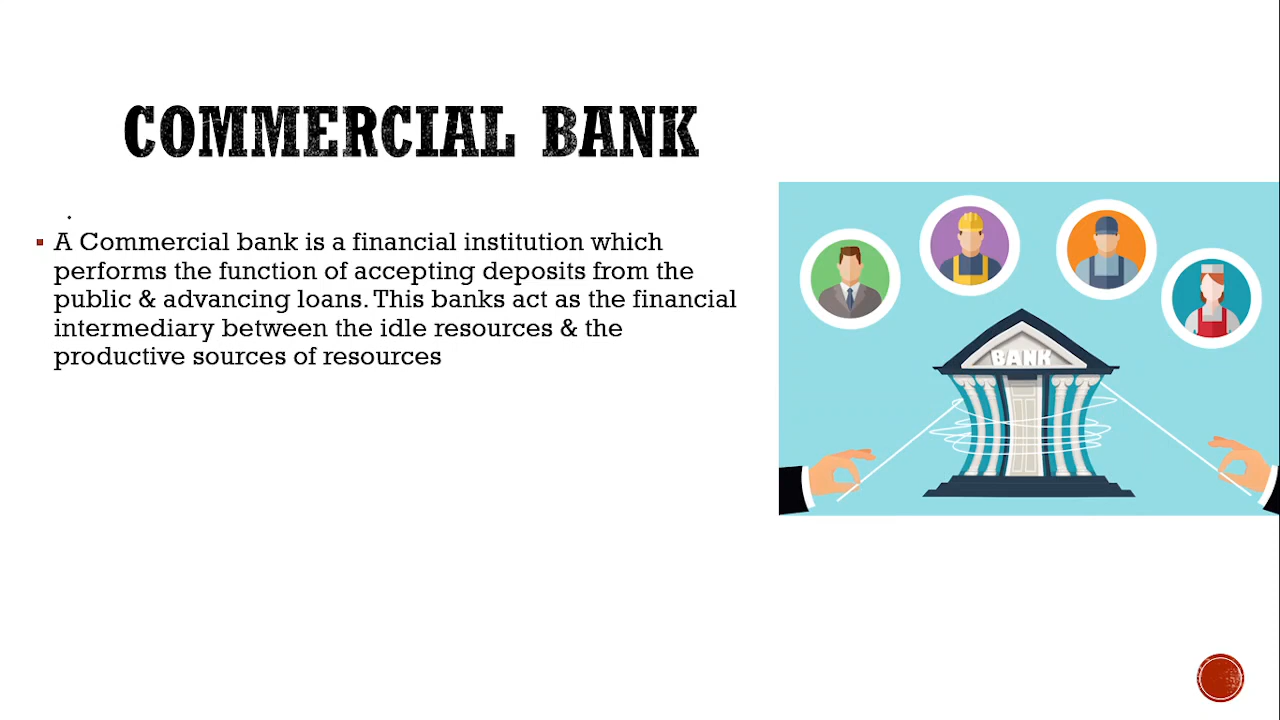 COMMERCIAL BANK
.
A Commercial bank is a financial institution which
performs the function of accepting deposits from the
public & advancing loans. This banks act as the financial
intermediary between the idle resources & the
productive sources of resources
BANK